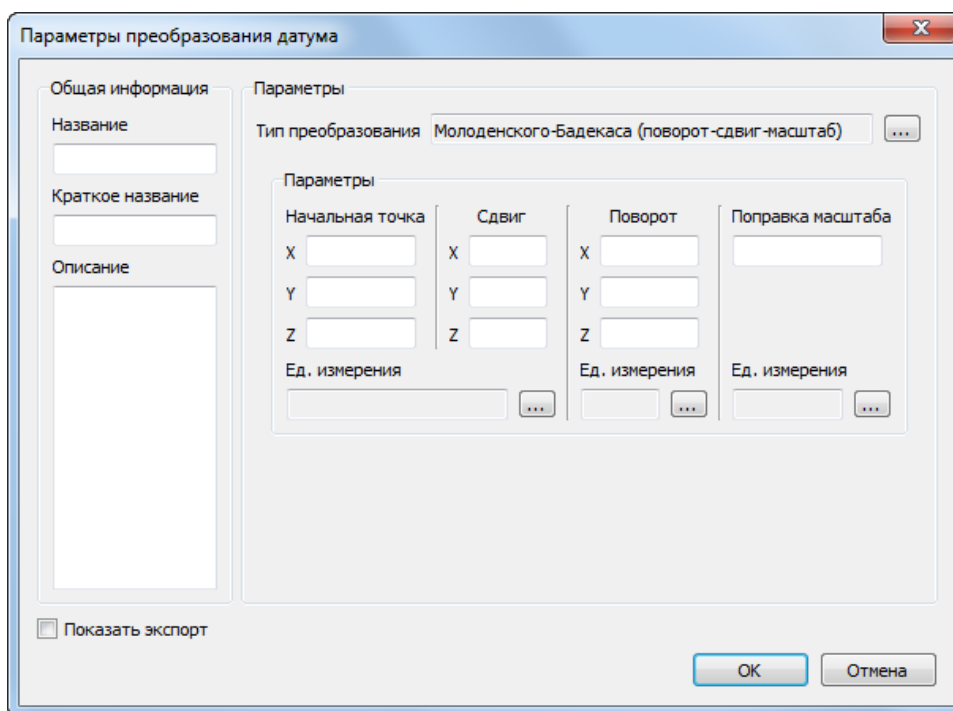 Параметры преобразования датума
Общая информация
Название
Краткое название
Описание
Параметры
Тип преобразования Молоденского-Бадекаса (поворот-сдвиг-масштаб) ...
Параметры
Начальная точка Сдвиг Поворот Поправка масштаба
X X X
Y Y Y
Z Z Z
Ед. измерения Ед. измерения Ед. измерения
... ... ...
Показать экспорт
OK Отмена